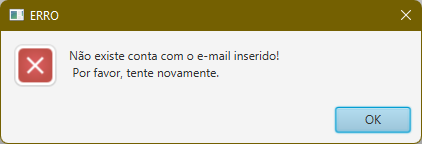 ERRO
Não existe conta com o e-mail inserido!
Por favor, tente novamente.
OK